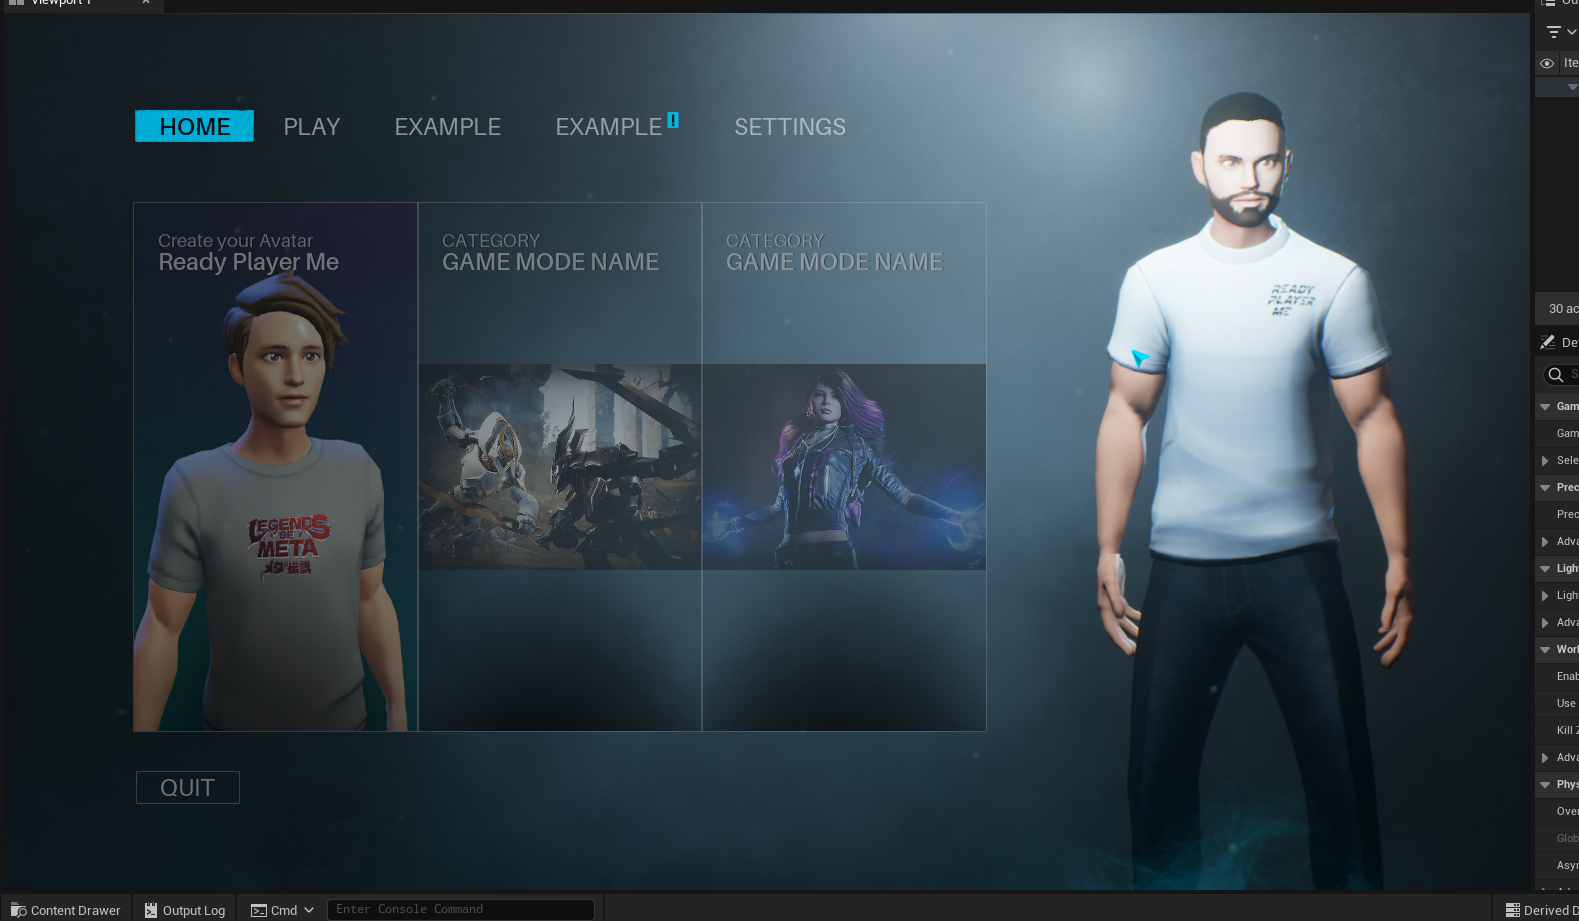 Viewport 1
HOME
PLAY
EXAMPLE
EXAMPLE !
SETTINGS
Create your Avatar
Ready Player Me
CATEGORY
GAME MODE NAME
CATEGORY
GAME MODE NAME
READY
PLAYER
ME
LEGENDS
OF
META
QUIT
Ite
30 ac
De
S
Gam
Gam
Sele
Prec
Prec
Adva
Ligh
Ligh
Adva
Worl
Enab
Use
Kill Z
Adva
Phys
Over
Glob
Asyn
Content Drawer
Output Log
Cmd
Enter Console Command
Derived D